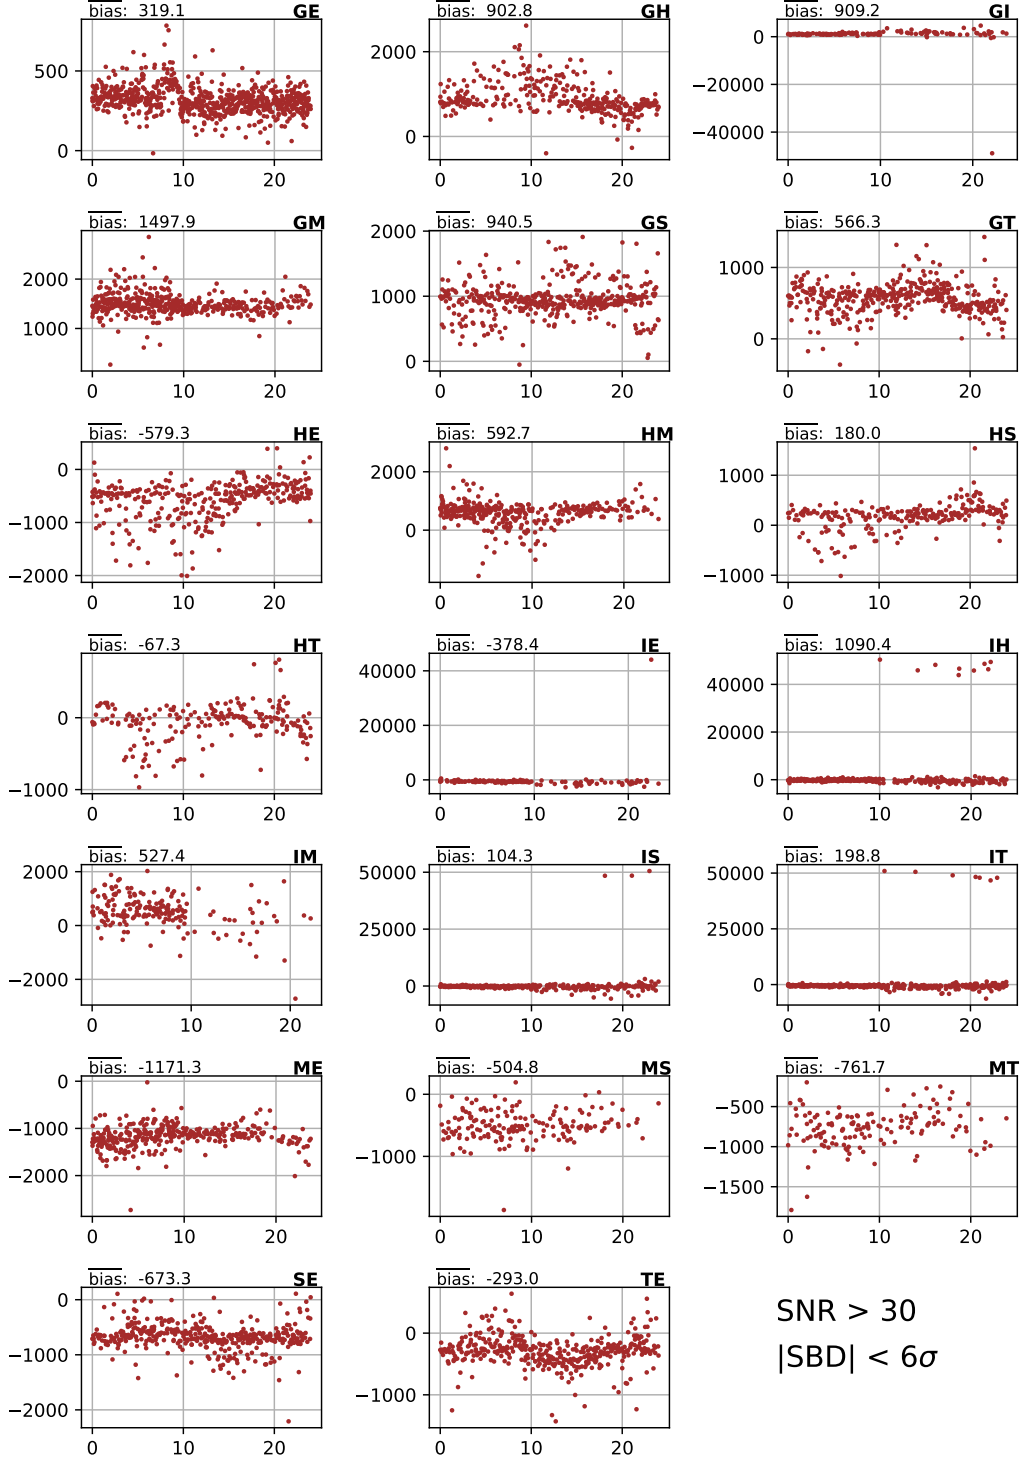 bias: 319.1 GE
bias: 902.8 GH
bias: 909.2 GI
500
0
0 10 20
2000
1000
0
0 10 20
0
−20000
−40000
0 10 20
bias: 1497.9 GM
bias: 940.5 GS
bias: 566.3 GT
2000
1000
0 10 20
2000
1000
0
0 10 20
1000
0
0 10 20
bias: -579.3 HE
bias: 592.7 HM
bias: 180.0 HS
0
−1000
−2000
0 10 20
2000
0
0 10 20
1000
0
−1000
0 10 20
bias: -67.3 HT
bias: -378.4 IE
bias: 1090.4 IH
0
−1000
0 10 20
40000
20000
0
0 10 20
40000
20000
0
0 10 20
bias: 527.4 IM
bias: 104.3 IS
bias: 198.8 IT
2000
0
−2000
0 10 20
50000
25000
0
0 10 20
50000
25000
0
0 10 20
bias: -1171.3 ME
bias: -504.8 MS
bias: -761.7 MT
0
−1000
−2000
0 10 20
0
−1000
0 10 20
−500
−1000
−1500
0 10 20
bias: -673.3 SE
bias: -293.0 TE
0
−1000
−2000
0 10 20
0
−1000
0 10 20
SNR > 30
|SBD| < 6σ